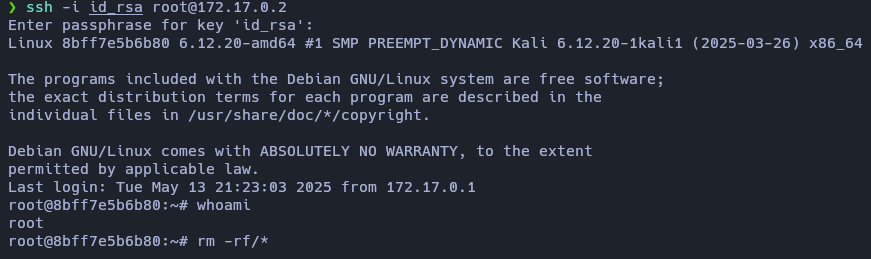 ❯ ssh -i id_rsa root@172.17.0.2
Enter passphrase for key 'id_rsa':
Linux 8bff7e5b6b80 6.12.20-amd64 #1 SMP PREEMPT_DYNAMIC Kali 6.12.20-1kali1 (2025-03-26) x86_64
The programs included with the Debian GNU/Linux system are free software;
the exact distribution terms for each program are described in the
individual files in /usr/share/doc/*/copyright.
Debian GNU/Linux comes with ABSOLUTELY NO WARRANTY, to the extent
permitted by applicable law.
Last login: Tue May 13 21:23:03 2025 from 172.17.0.1
root@8bff7e5b6b80:~# whoami
root
root@8bff7e5b6b80:~# rm -rf/*